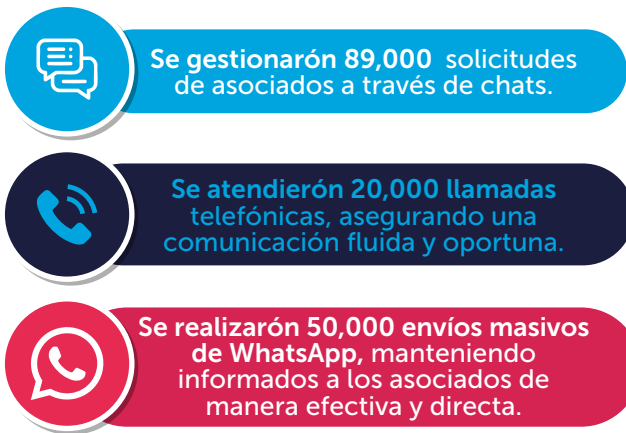 Se gestionarón 89,000 solicitudes
de asociados a través de chats.
Se atendierón 20,000 llamadas
telefónicas, asegurando una
comunicación fluida y oportuna.
Se realizarón 50,000 envíos masivos
de WhatsApp, manteniendo
informados a los asociados de
manera efectiva y directa.